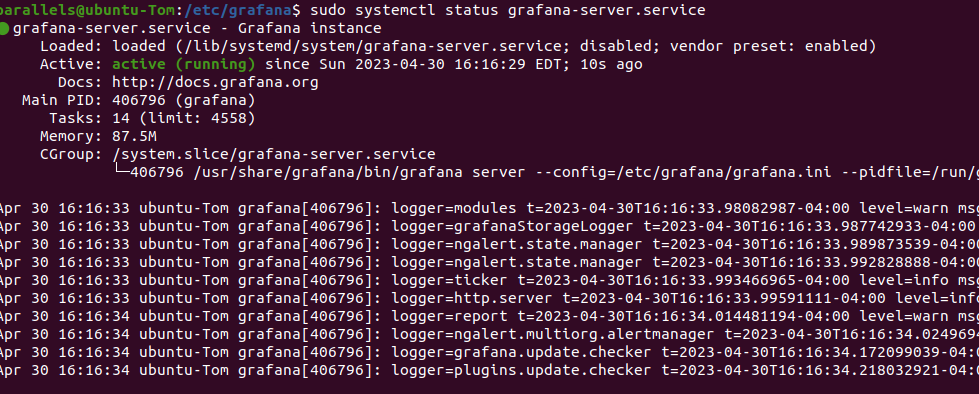 parallels@ubuntu-Tom:/etc/grafana$ sudo systemctl status grafana-server.service
● grafana-server.service - Grafana instance
Loaded: loaded (/lib/systemd/system/grafana-server.service; disabled; vendor preset: enabled)
Active: active (running) since Sun 2023-04-30 16:16:29 EDT; 10s ago
Docs: http://docs.grafana.org
Main PID: 406796 (grafana)
Tasks: 14 (limit: 4558)
Memory: 87.5M
CGroup: /system.slice/grafana-server.service
└─406796 /usr/share/grafana/bin/grafana server --config=/etc/grafana/grafana.ini --pidfile=/run/g
Apr 30 16:16:33 ubuntu-Tom grafana[406796]: logger=modules t=2023-04-30T16:16:33.98082987-04:00 level=warn msg
Apr 30 16:16:33 ubuntu-Tom grafana[406796]: logger=grafanaStorageLogger t=2023-04-30T16:16:33.987742933-04:00
Apr 30 16:16:33 ubuntu-Tom grafana[406796]: logger=ngalert.state.manager t=2023-04-30T16:16:33.989873539-04:00
Apr 30 16:16:33 ubuntu-Tom grafana[406796]: logger=ngalert.state.manager t=2023-04-30T16:16:33.992828888-04:00
Apr 30 16:16:33 ubuntu-Tom grafana[406796]: logger=ticker t=2023-04-30T16:16:33.993466965-04:00 level=info msg
Apr 30 16:16:33 ubuntu-Tom grafana[406796]: logger=http.server t=2023-04-30T16:16:33.99591111-04:00 level=info
Apr 30 16:16:34 ubuntu-Tom grafana[406796]: logger=report t=2023-04-30T16:16:34.014481194-04:00 level=warn msg
Apr 30 16:16:34 ubuntu-Tom grafana[406796]: logger=ngalert.multiorg.alertmanager t=2023-04-30T16:16:34.0249694
Apr 30 16:16:34 ubuntu-Tom grafana[406796]: logger=grafana.update.checker t=2023-04-30T16:16:34.172099039-04:0
Apr 30 16:16:34 ubuntu-Tom grafana[406796]: logger=plugins.update.checker t=2023-04-30T16:16:34.218032921-04:0